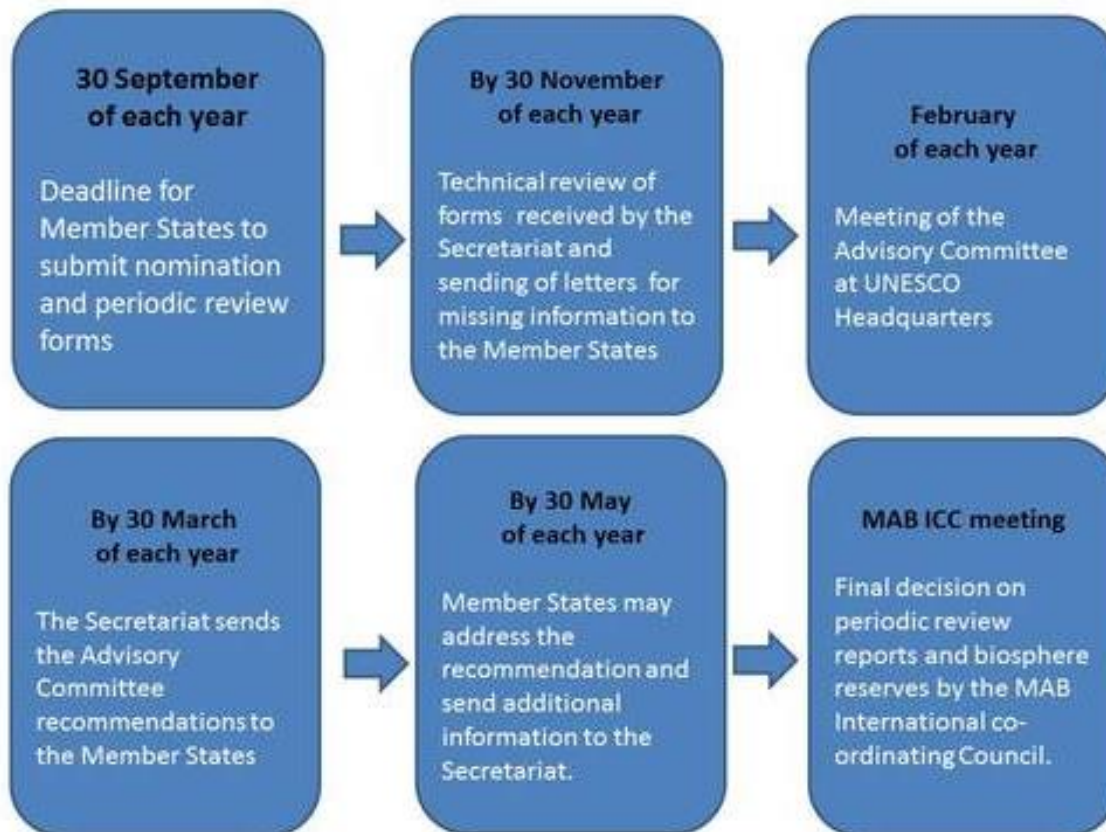 30 September
of each year
Deadline for
Member States to
submit nomination
and periodic review
forms
By 30 November
of each year
Technical review of
forms received by the
Secretariat and
sending of letters for
missing information to
the Member States
February
of each year
Meeting of the
Advisory Committee
at UNESCO
Headquarters
By 30 March
of each year
The Secretariat sends
the Advisory
Committee
recommendations to
the Member States
By 30 May
of each year
Member States may
address the
recommendation and
send additional
information to the
Secretariat.
MAB ICC meeting
Final decision on
periodic review
reports and biosphere
reserves by the MAB
International co-
ordinating Council.